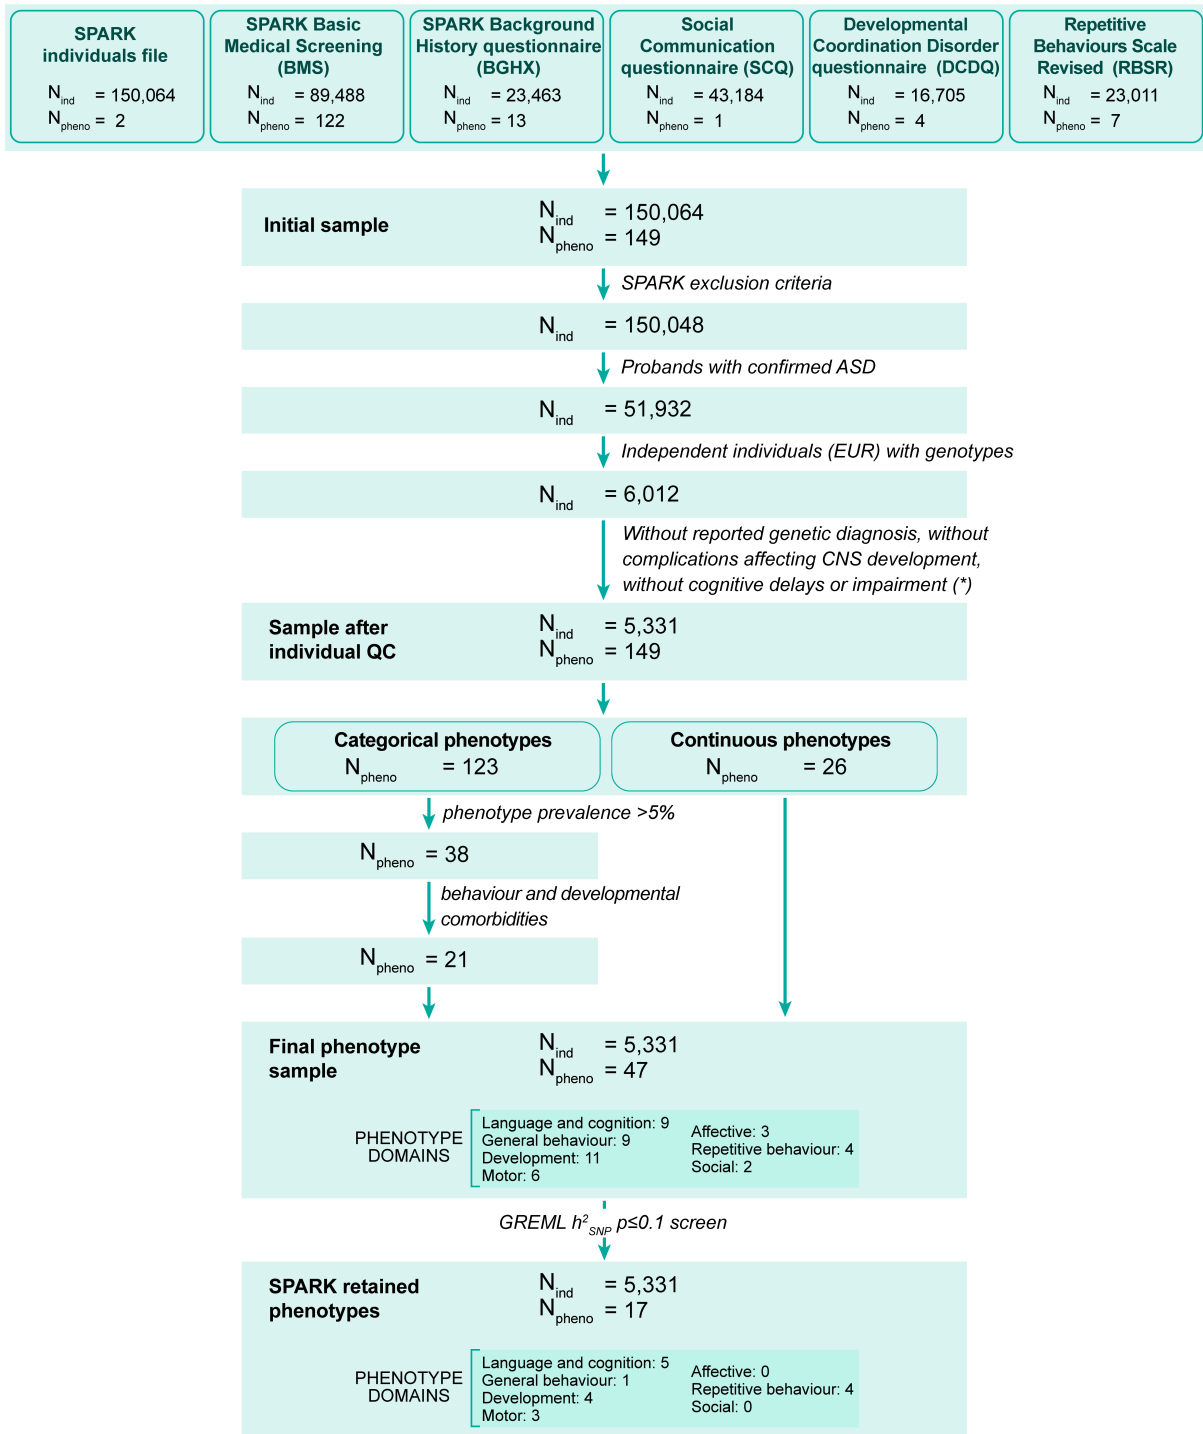 SPARK
individuals file
N_ind = 150,064
N_pheno = 2
SPARK Basic
Medical Screening
(BMS)
N_ind = 89,488
N_pheno = 122
SPARK Background
History questionnaire
(BGHX)
N_ind = 23,463
N_pheno = 13
Social
Communication
questionnaire (SCQ)
N_ind = 43,184
N_pheno = 1
Developmental
Coordination Disorder
questionnaire (DCDQ)
N_ind = 16,705
N_pheno = 4
Repetitive
Behaviours Scale
Revised (RBSR)
N_ind = 23,011
N_pheno = 7
Initial sample
N_ind = 150,064
N_pheno = 149
SPARK exclusion criteria
N_ind = 150,048
Probands with confirmed ASD
N_ind = 51,932
Independent individuals (EUR) with genotypes
N_ind = 6,012
Without reported genetic diagnosis, without
complications affecting CNS development,
without cognitive delays or impairment (*)
Sample after
individual QC
N_ind = 5,331
N_pheno = 149
Categorical phenotypes
N_pheno = 123
Continuous phenotypes
N_pheno = 26
phenotype prevalence >5%
N_pheno = 38
behaviour and developmental
comorbidities
N_pheno = 21
Final phenotype
sample
N_ind = 5,331
N_pheno = 47
PHENOTYPE
DOMAINS
Language and cognition: 9
General behaviour: 9
Development: 11
Motor: 6
Affective: 3
Repetitive behaviour: 4
Social: 2
GREML h²_SNP p≤0.1 screen
SPARK retained
phenotypes
N_ind = 5,331
N_pheno = 17
PHENOTYPE
DOMAINS
Language and cognition: 5
General behaviour: 1
Development: 4
Motor: 3
Affective: 0
Repetitive behaviour: 4
Social: 0